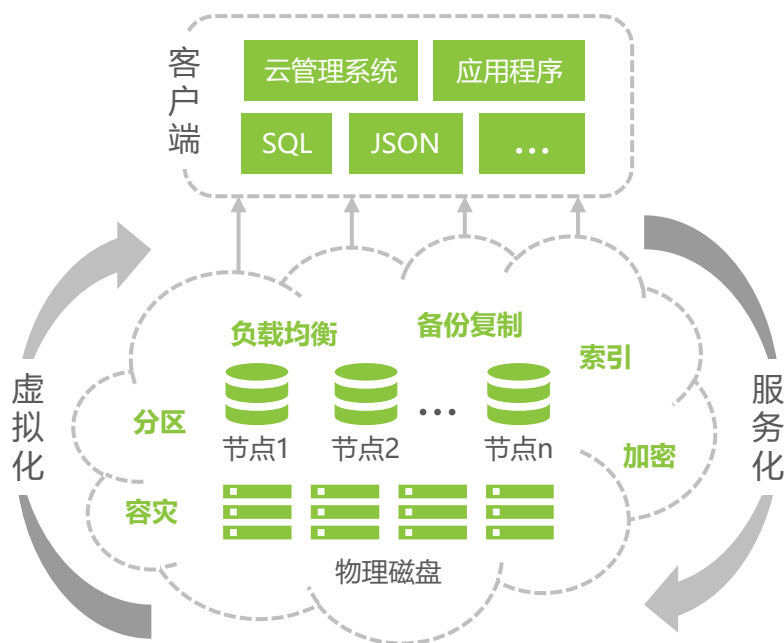 客户端
云管理系统
应用程序
SQL
JSON
...
负载均衡
备份复制
索引
虚拟化
服务化
分区
节点1
节点2
...
节点n
加密
容灾
物理磁盘